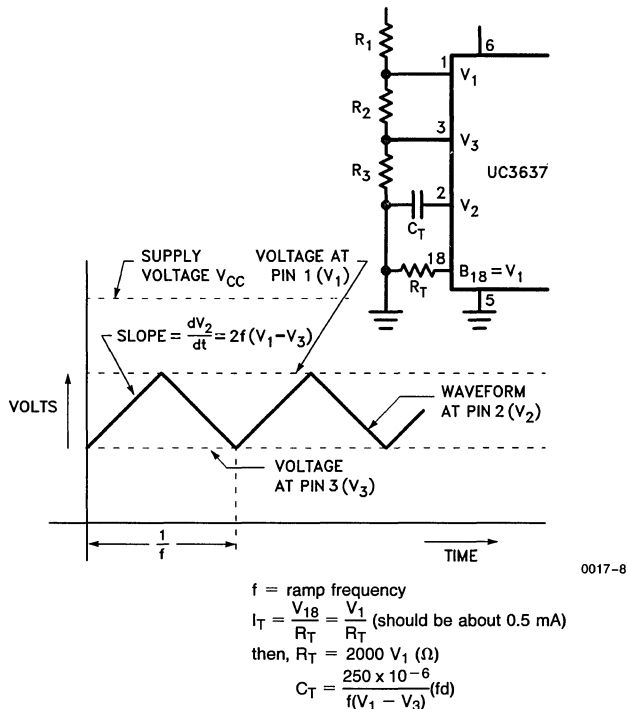 R1
1
6
V1
R2
3
V3
R3
UC3637
2
V2
CT
18
B18 = V1
RT
5
SUPPLY
VOLTAGE VCC
VOLTAGE AT
PIN 1 (V1)
SLOPE = dV2/dt = 2f (V1 – V3)
VOLTS
WAVEFORM
AT PIN 2 (V2)
VOLTAGE
AT PIN 3 (V3)
1/f
TIME
0017–8
f = ramp frequency
IT = V18/RT = V1/RT (should be about 0.5 mA)
then, RT = 2000 V1 (Ω)
CT = 250 x 10−6/f(V1 − V3) (fd)